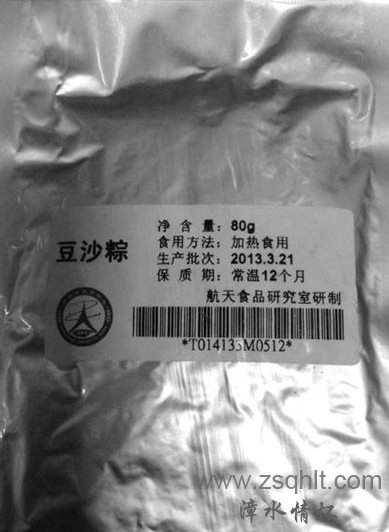 豆沙粽
净含量：80g
食用方法：加热食用
生产批次：2013.3.21
保质期：常温12个月
航天食品研究室研制
*T014135M0512*
www.zsqhlt.com
漳水情缘